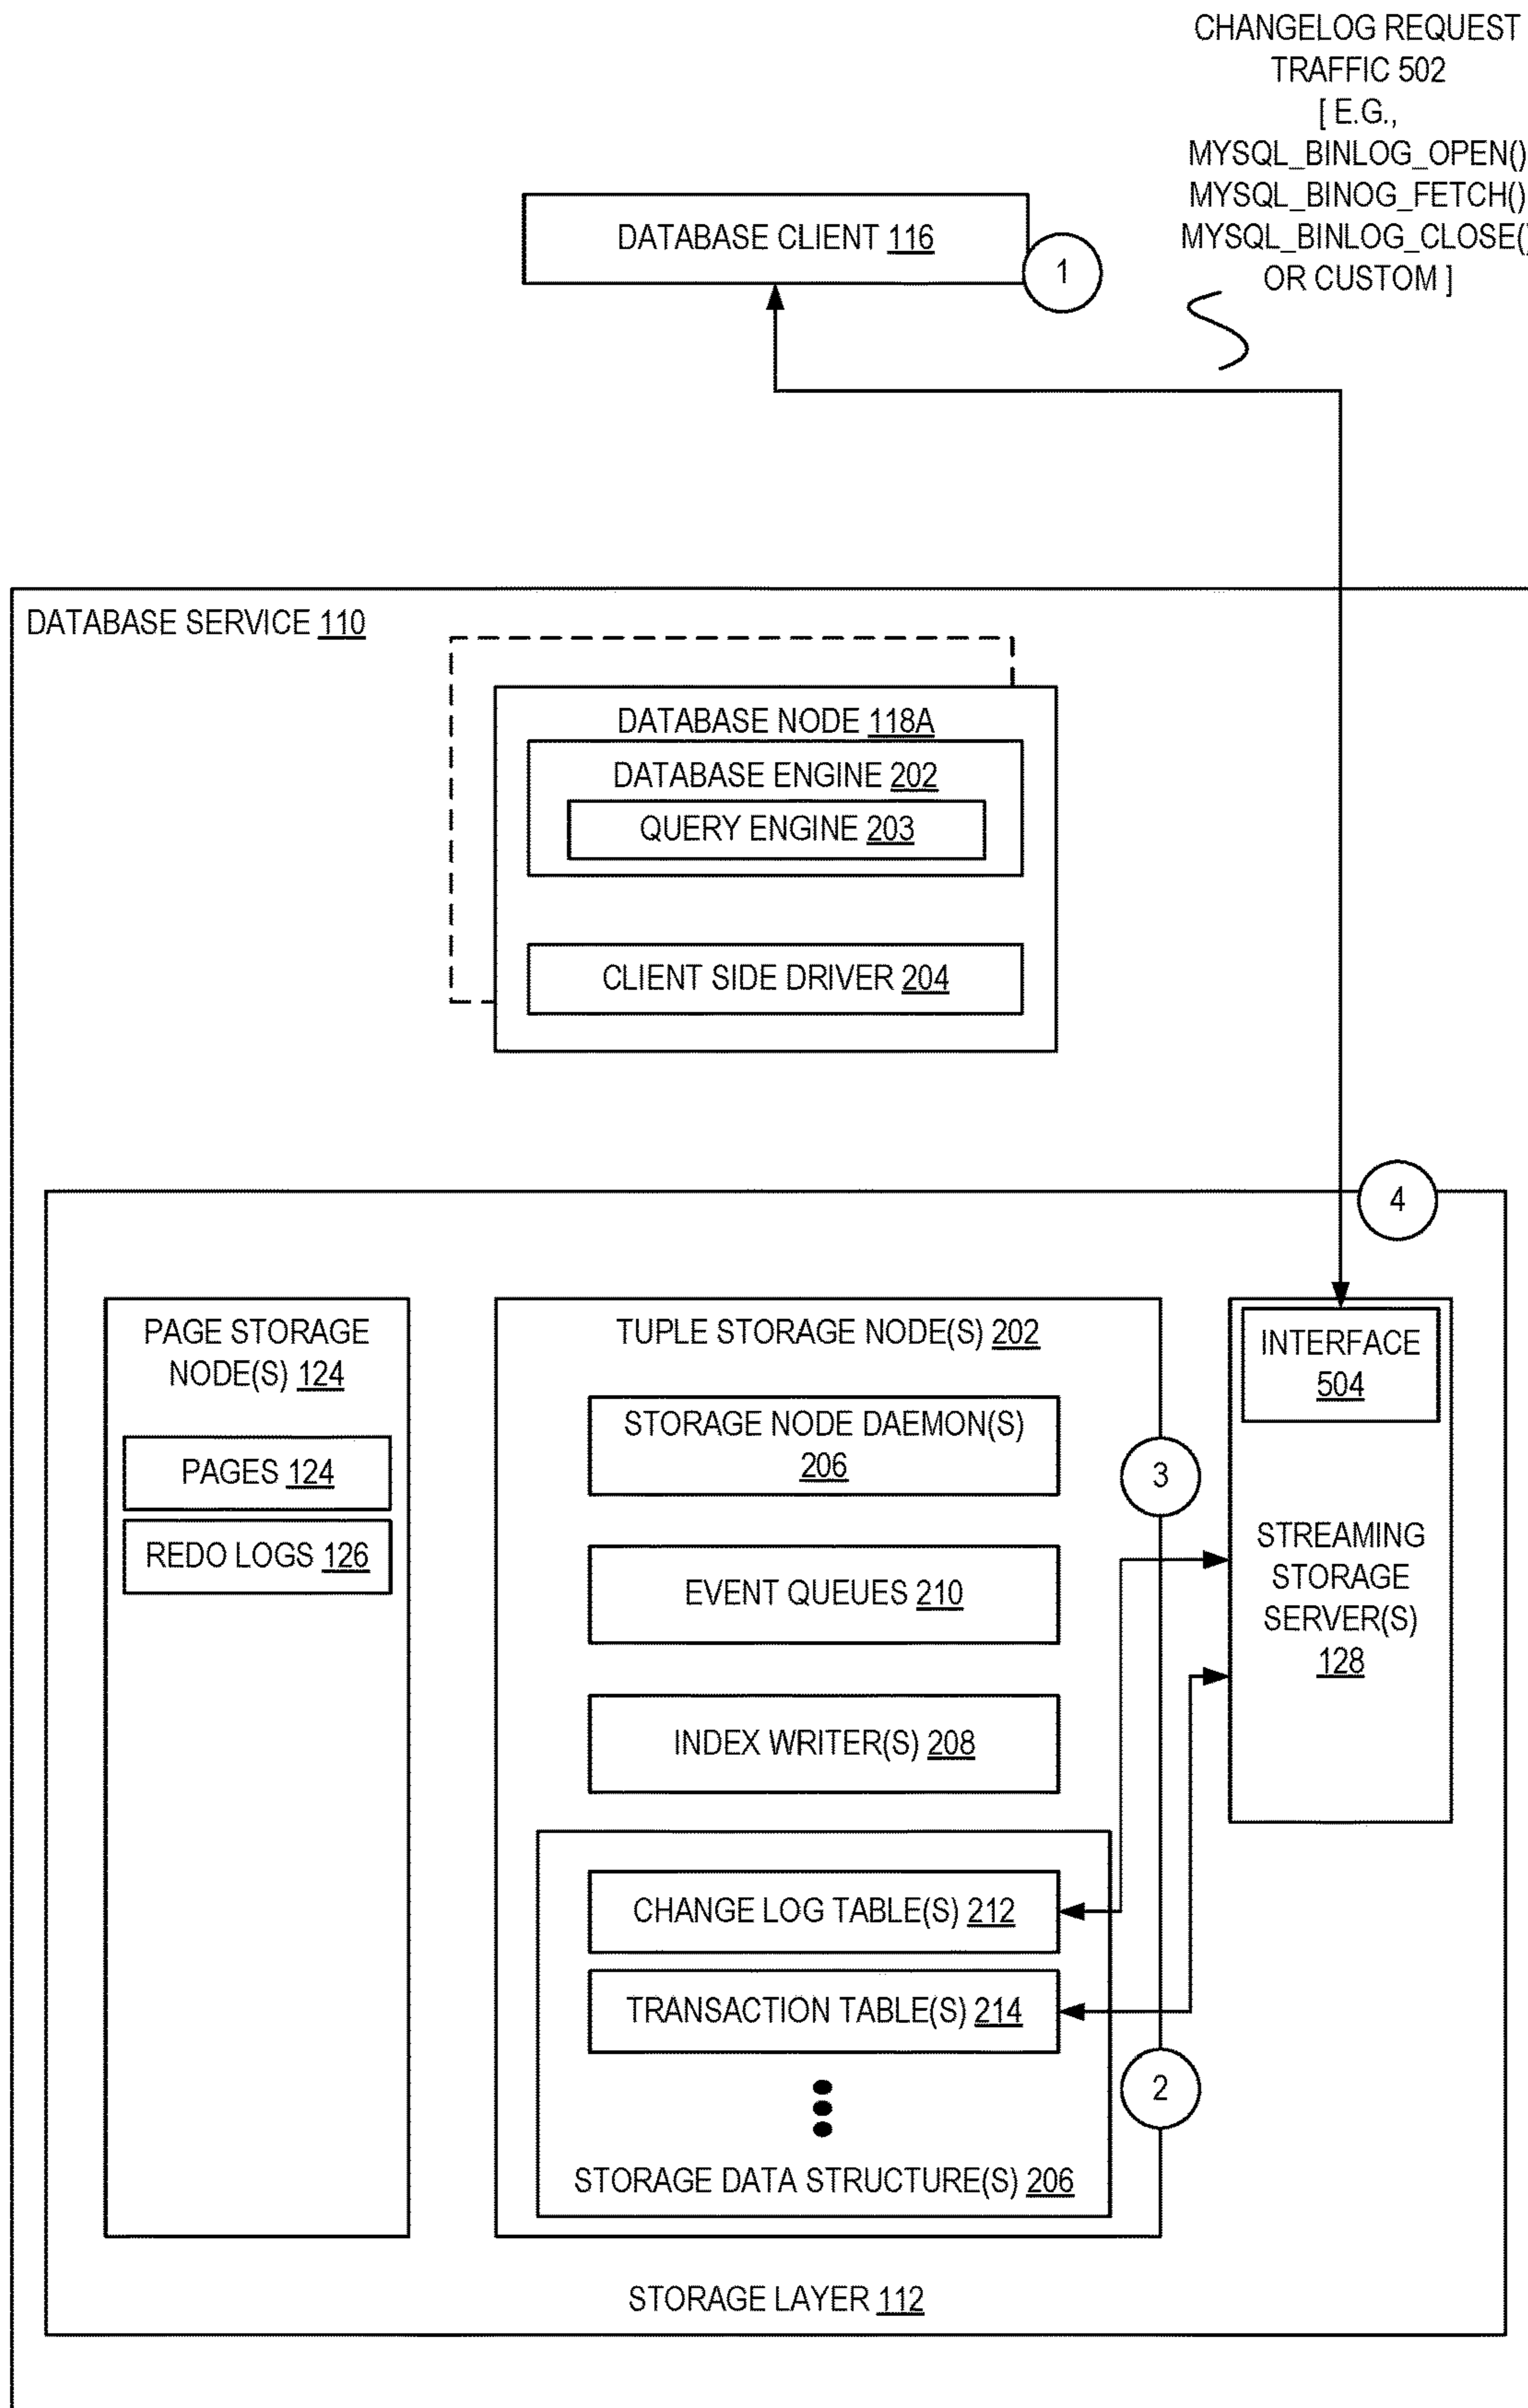 CHANGELOG REQUEST
TRAFFIC 502
[ E.G.,
MYSQL_BINLOG_OPEN()
MYSQL_BINOG_FETCH()
MYSQL_BINLOG_CLOSE()
OR CUSTOM ]
DATABASE CLIENT 116
1
DATABASE SERVICE 110
DATABASE NODE 118A
DATABASE ENGINE 202
QUERY ENGINE 203
CLIENT SIDE DRIVER 204
4
PAGE STORAGE
NODE(S) 124
PAGES 124
REDO LOGS 126
TUPLE STORAGE NODE(S) 202
STORAGE NODE DAEMON(S)
206
EVENT QUEUES 210
INDEX WRITER(S) 208
CHANGE LOG TABLE(S) 212
TRANSACTION TABLE(S) 214
STORAGE DATA STRUCTURE(S) 206
3
2
INTERFACE
504
STREAMING
STORAGE
SERVER(S)
128
STORAGE LAYER 112